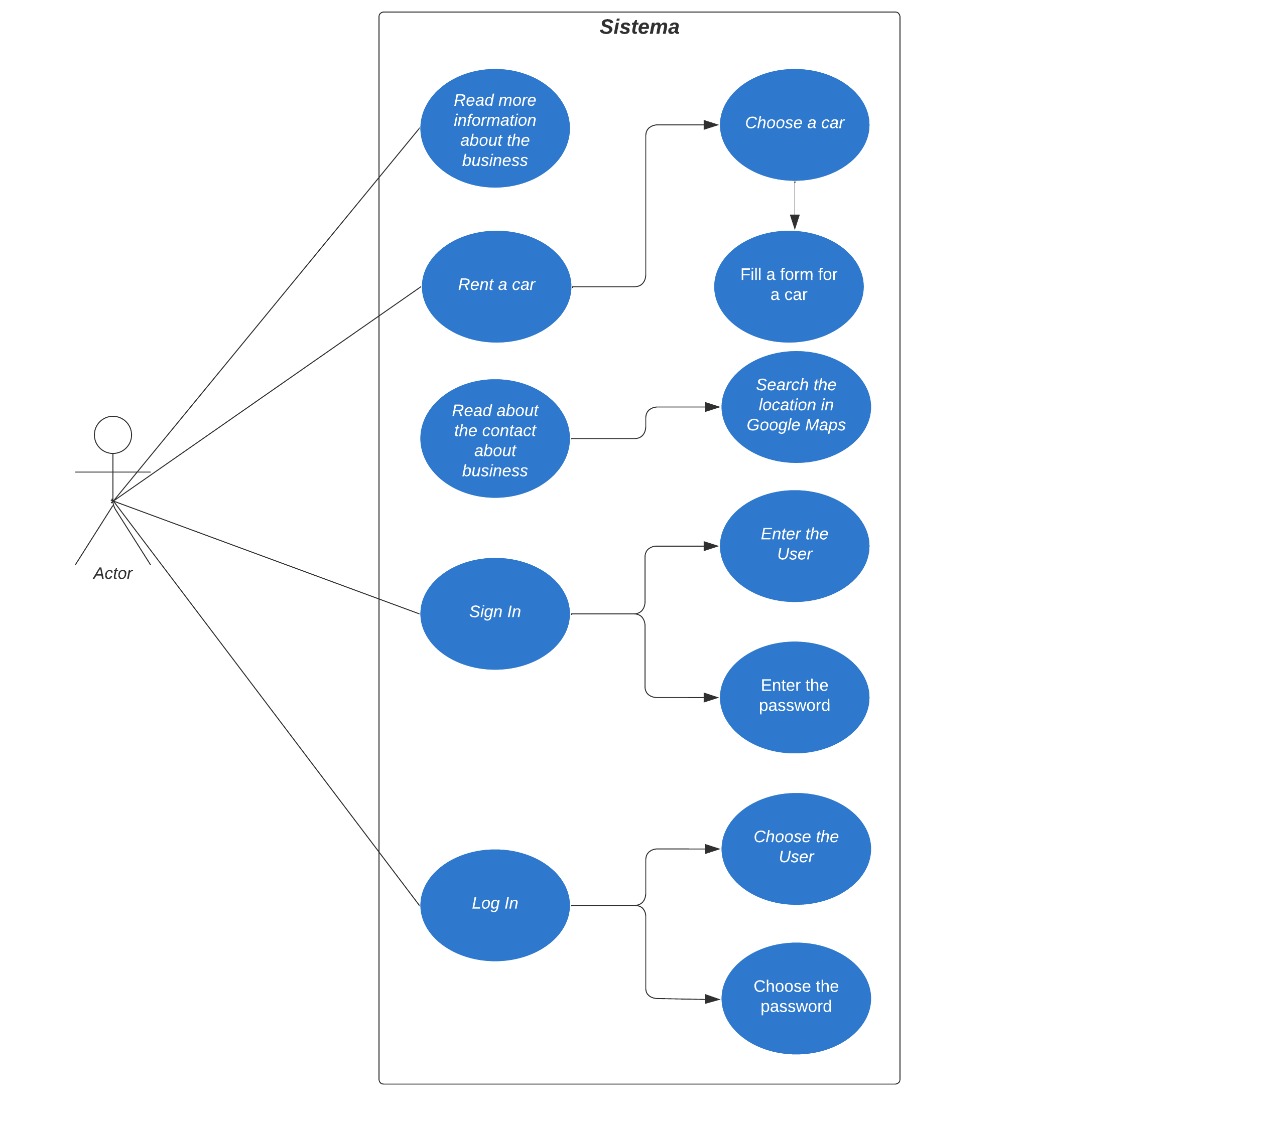 Sistema
Read more
information
about the
business
Choose a car
Rent a car
Fill a form for
a car
Read about
the contact
about
business
Search the
location in
Google Maps
Actor
Sign In
Enter the
User
Enter the
password
Log In
Choose the
User
Choose the
password